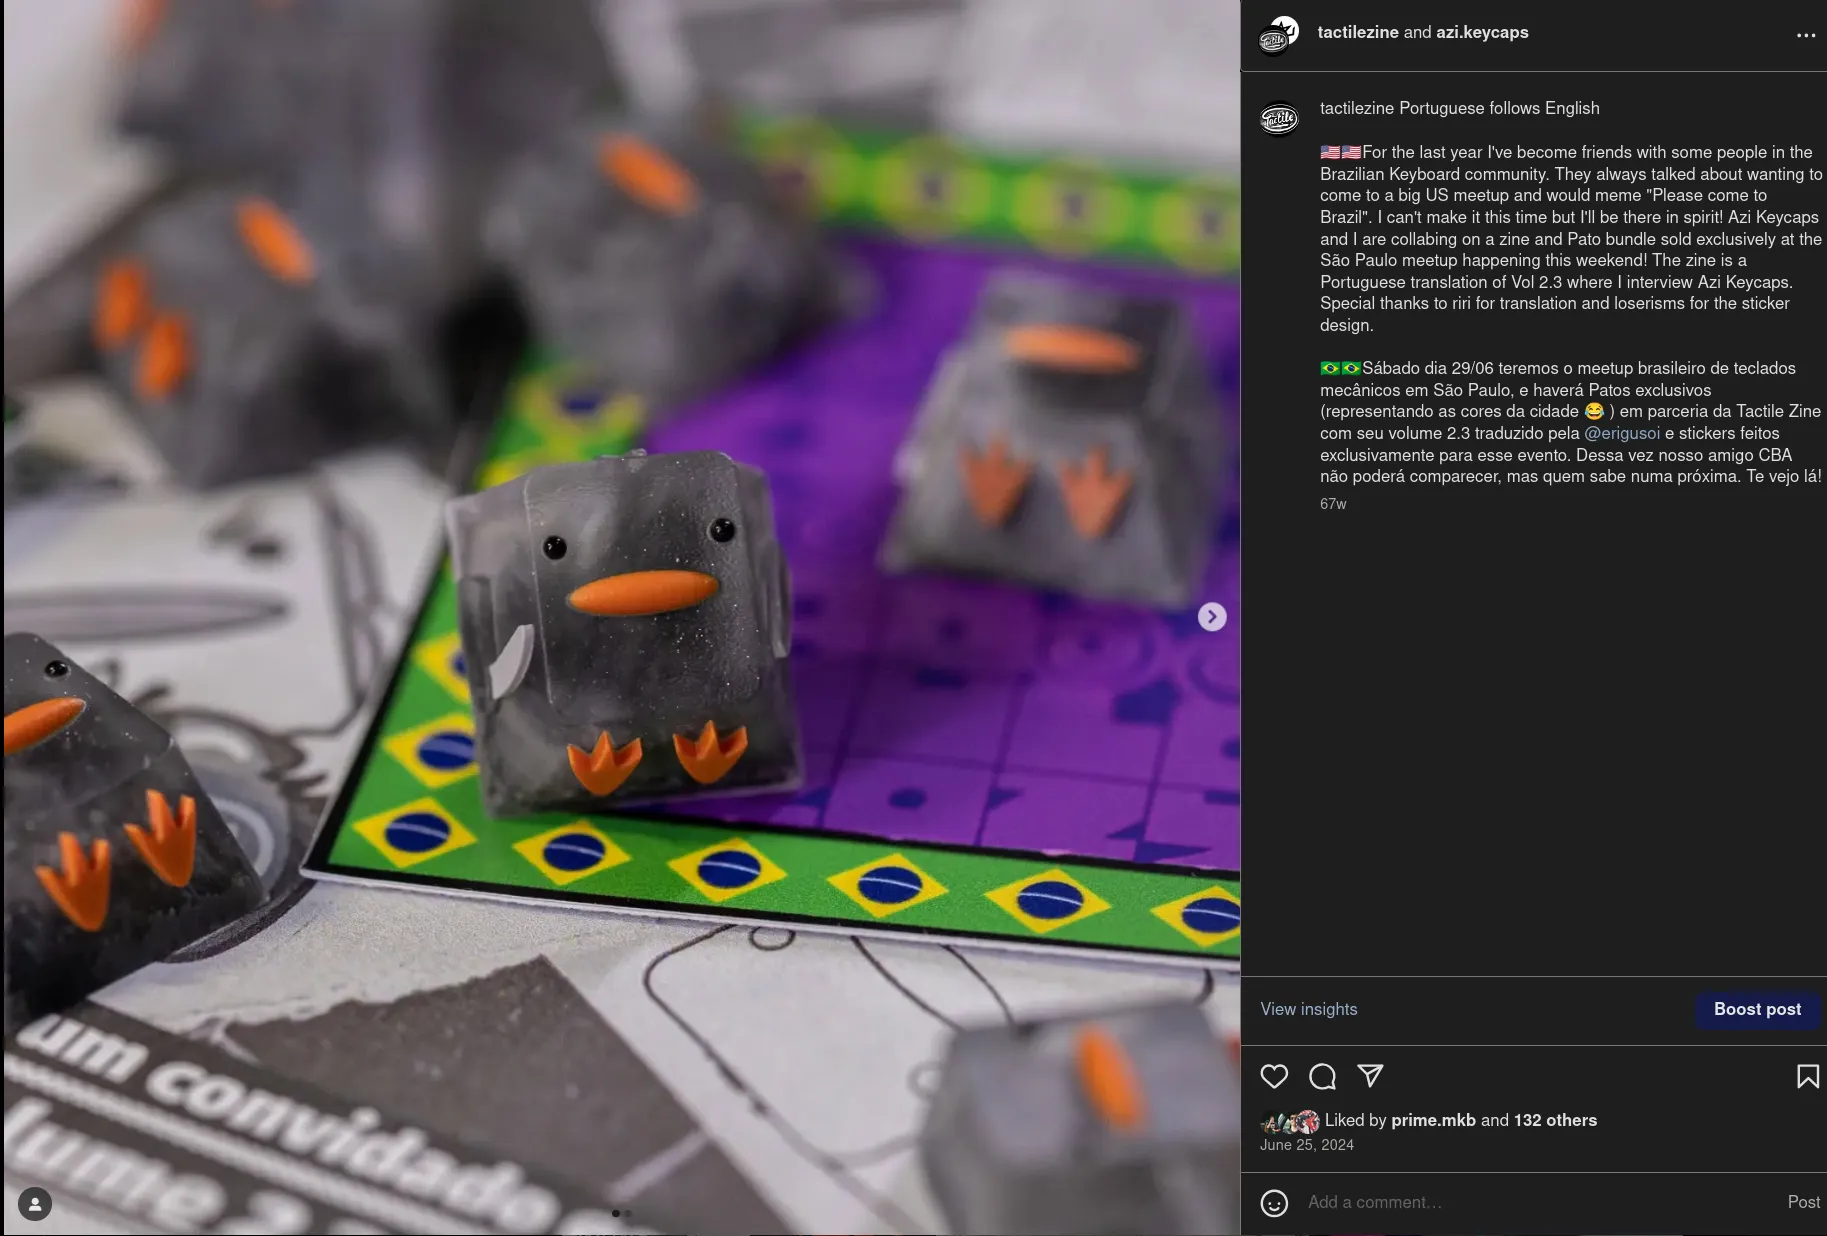 um convidado
lume 2
tactilezine and azi.keycaps
Tactile
tactilezine Portuguese follows English
🇺🇸🇺🇸For the last year I've become friends with some people in the
Brazilian Keyboard community. They always talked about wanting to
come to a big US meetup and would meme "Please come to
Brazil". I can't make it this time but I'll be there in spirit! Azi Keycaps
and I are collabing on a zine and Pato bundle sold exclusively at the
São Paulo meetup happening this weekend! The zine is a
Portuguese translation of Vol 2.3 where I interview Azi Keycaps.
Special thanks to riri for translation and loserisms for the sticker
design.
🇧🇷🇧🇷Sábado dia 29/06 teremos o meetup brasileiro de teclados
mecânicos em São Paulo, e haverá Patos exclusivos
(representando as cores da cidade 😂 ) em parceria da Tactile Zine
com seu volume 2.3 traduzido pela @erigusoi e stickers feitos
exclusivamente para esse evento. Dessa vez nosso amigo CBA
não poderá comparecer, mas quem sabe numa próxima. Te vejo lá!
67w
View insights
Boost post
Liked by prime.mkb and 132 others
June 25, 2024
Add a comment…
Post